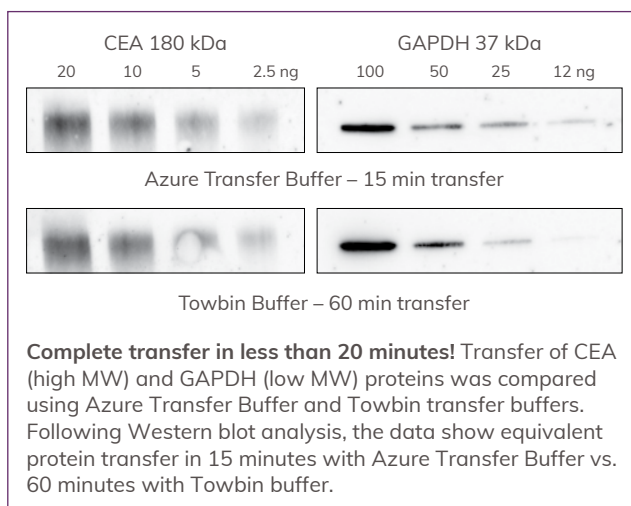 CEA 180 kDa GAPDH 37 kDa
20 10 5 2.5 ng 100 50 25 12 ng
Azure Transfer Buffer – 15 min transfer
Towbin Buffer – 60 min transfer
Complete transfer in less than 20 minutes! Transfer of CEA
(high MW) and GAPDH (low MW) proteins was compared
using Azure Transfer Buffer and Towbin transfer buffers.
Following Western blot analysis, the data show equivalent
protein transfer in 15 minutes with Azure Transfer Buffer vs.
60 minutes with Towbin buffer.